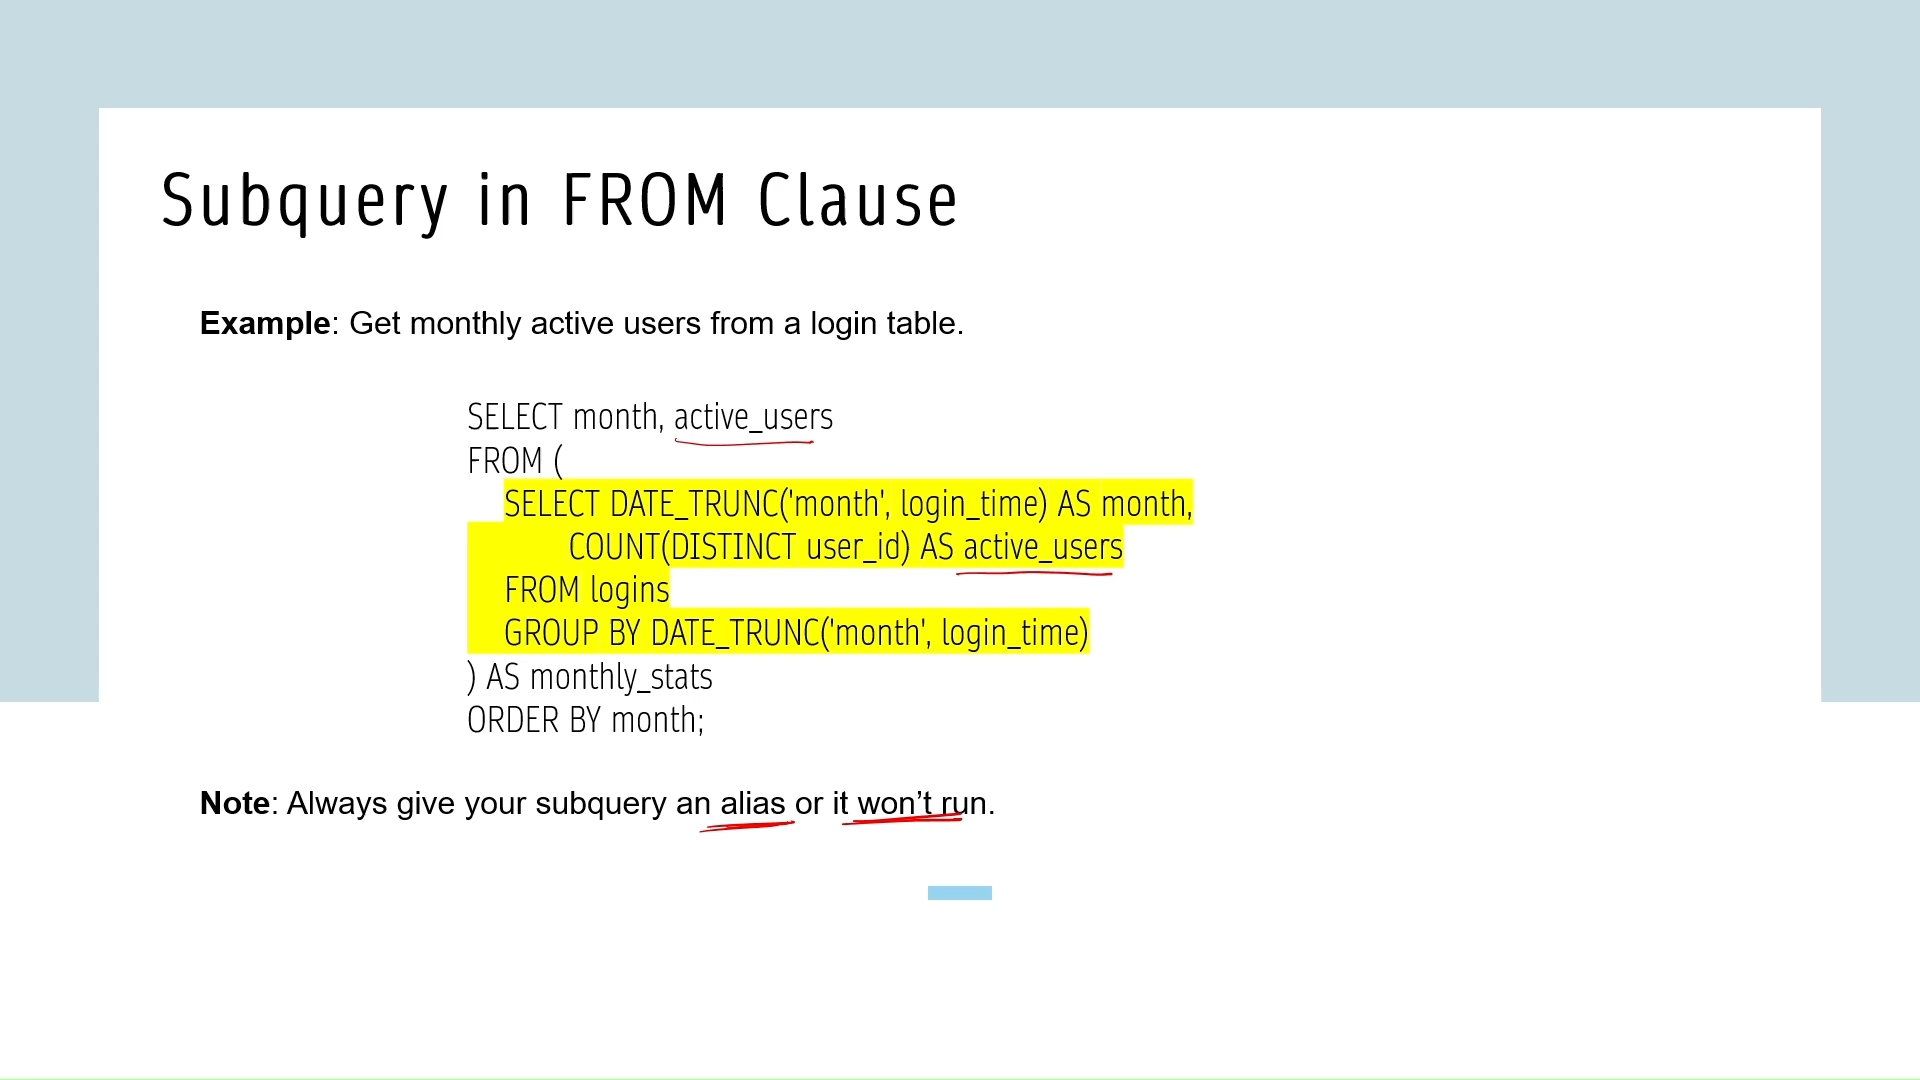 Subquery in FROM Clause
Example: Get monthly active users from a login table.
SELECT month, active_users
FROM (
SELECT DATE_TRUNC('month', login_time) AS month,
COUNT(DISTINCT user_id) AS active_users
FROM logins
GROUP BY DATE_TRUNC('month', login_time)
) AS monthly_stats
ORDER BY month;
Note: Always give your subquery an alias or it won’t run.